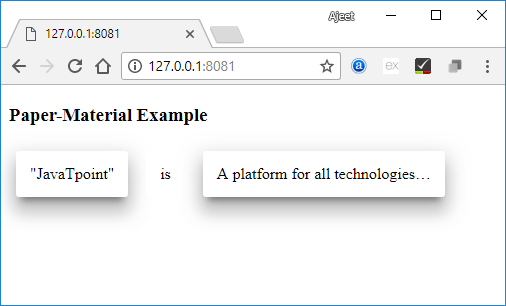 Ajeet
127.0.0.1:8081
127.0.0.1:8081
a
ex
Paper-Material Example
"JavaTpoint" is A platform for all technologies…